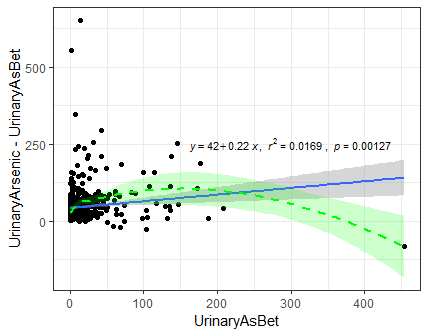 UrinaryArsenic - UrinaryAsBet
500
250
0
y = 42+0.22 x ,  r² = 0.0169 ,  p = 0.00127
0 100 200 300 400
UrinaryAsBet